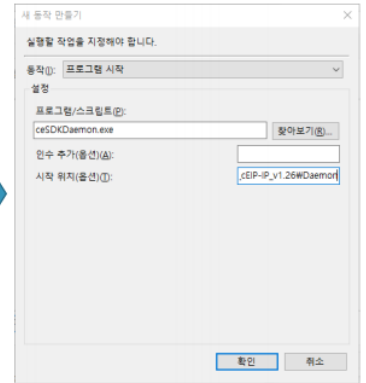 새 동작 만들기
실행할 작업을 지정해야 합니다.
동작(I): 프로그램 시작
설정
프로그램/스크립트(P):
ceSDKDaemon.exe 찾아보기(R)...
인수 추가(옵션)(A):
시작 위치(옵션)(T): _cEIP-IP_v1.26₩Daemon
확인 취소